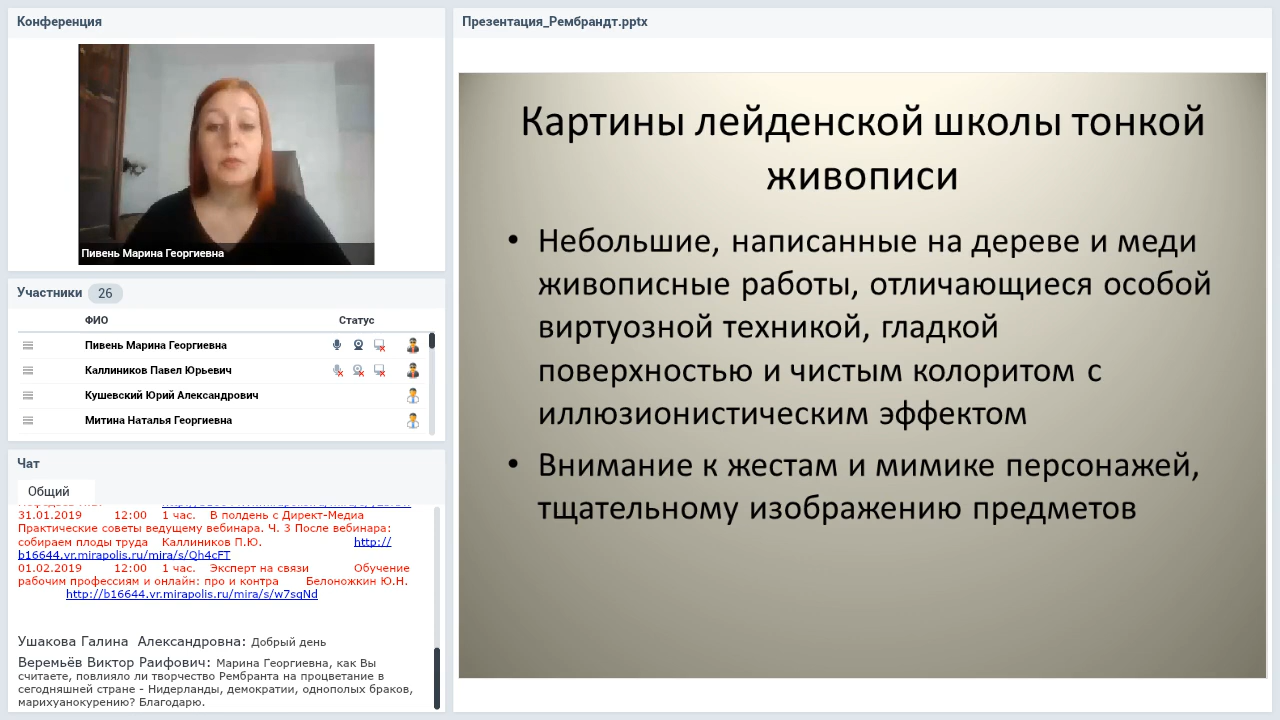 Конференция
Пивень Марина Георгиевна
Участники 26
ФИО Статус
Пивень Марина Георгиевна
Каллиников Павел Юрьевич
Кушевский Юрий Александрович
Митина Наталья Георгиевна
Чат
Общий
31.01.2019 12:00 1 час. В полдень с Директ-Медиа
Практические советы ведущему вебинара. Ч. 3 После вебинара:
собираем плоды труда Каллиников П.Ю. http://
b16644.vr.mirapolis.ru/mira/s/Qh4cFT
01.02.2019 12:00 1 час. Эксперт на связи Обучение
рабочим профессиям и онлайн: про и контра Белоножкин Ю.Н.
http://b16644.vr.mirapolis.ru/mira/s/w7sqNd
Ушакова Галина Александровна: Добрый день
Веремьёв Виктор Раифович: Марина Георгиевна, как Вы
считаете, повлияло ли творчество Рембранта на процветание в
сегодняшней стране - Нидерланды, демократии, однополых браков,
марихуанокурению? Благодарю.
Презентация_Рембрандт.pptx
Картины лейденской школы тонкой
живописи
• Небольшие, написанные на дереве и меди
живописные работы, отличающиеся особой
виртуозной техникой, гладкой
поверхностью и чистым колоритом с
иллюзионистическим эффектом
• Внимание к жестам и мимике персонажей,
тщательному изображению предметов